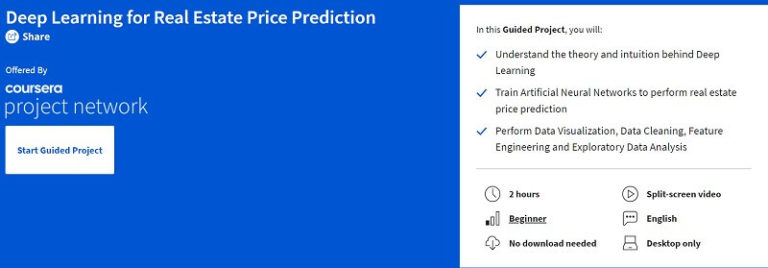 Deep Learning for Real Estate Price Prediction
Share
Offered By
coursera
project network
Start Guided Project
In this Guided Project, you will:
Understand the theory and intuition behind Deep
Learning
Train Artificial Neural Networks to perform real estate
price prediction
Perform Data Visualization, Data Cleaning, Feature
Engineering and Exploratory Data Analysis
2 hours
Split-screen video
Beginner
English
No download needed
Desktop only